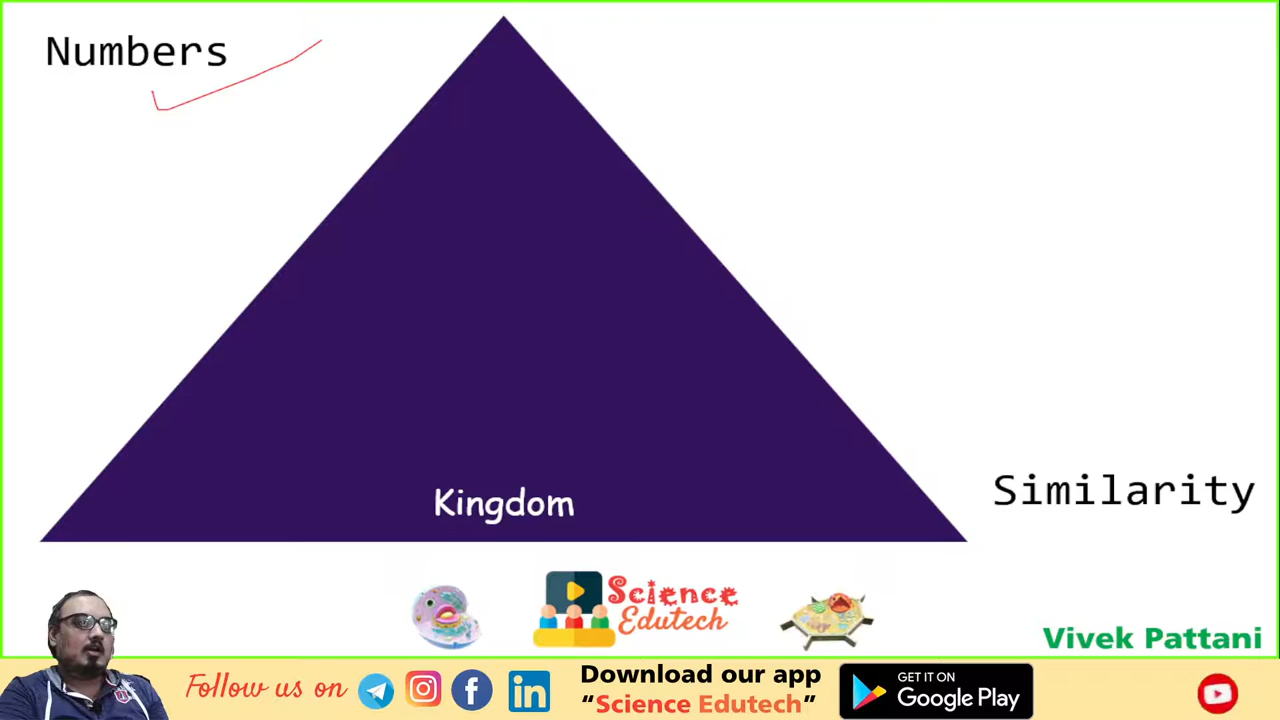 Numbers
Kingdom
Similarity
Science
Edutech
Vivek Pattani
Follow us on
Download our app
“Science Edutech”
GET IT ON
Google Play